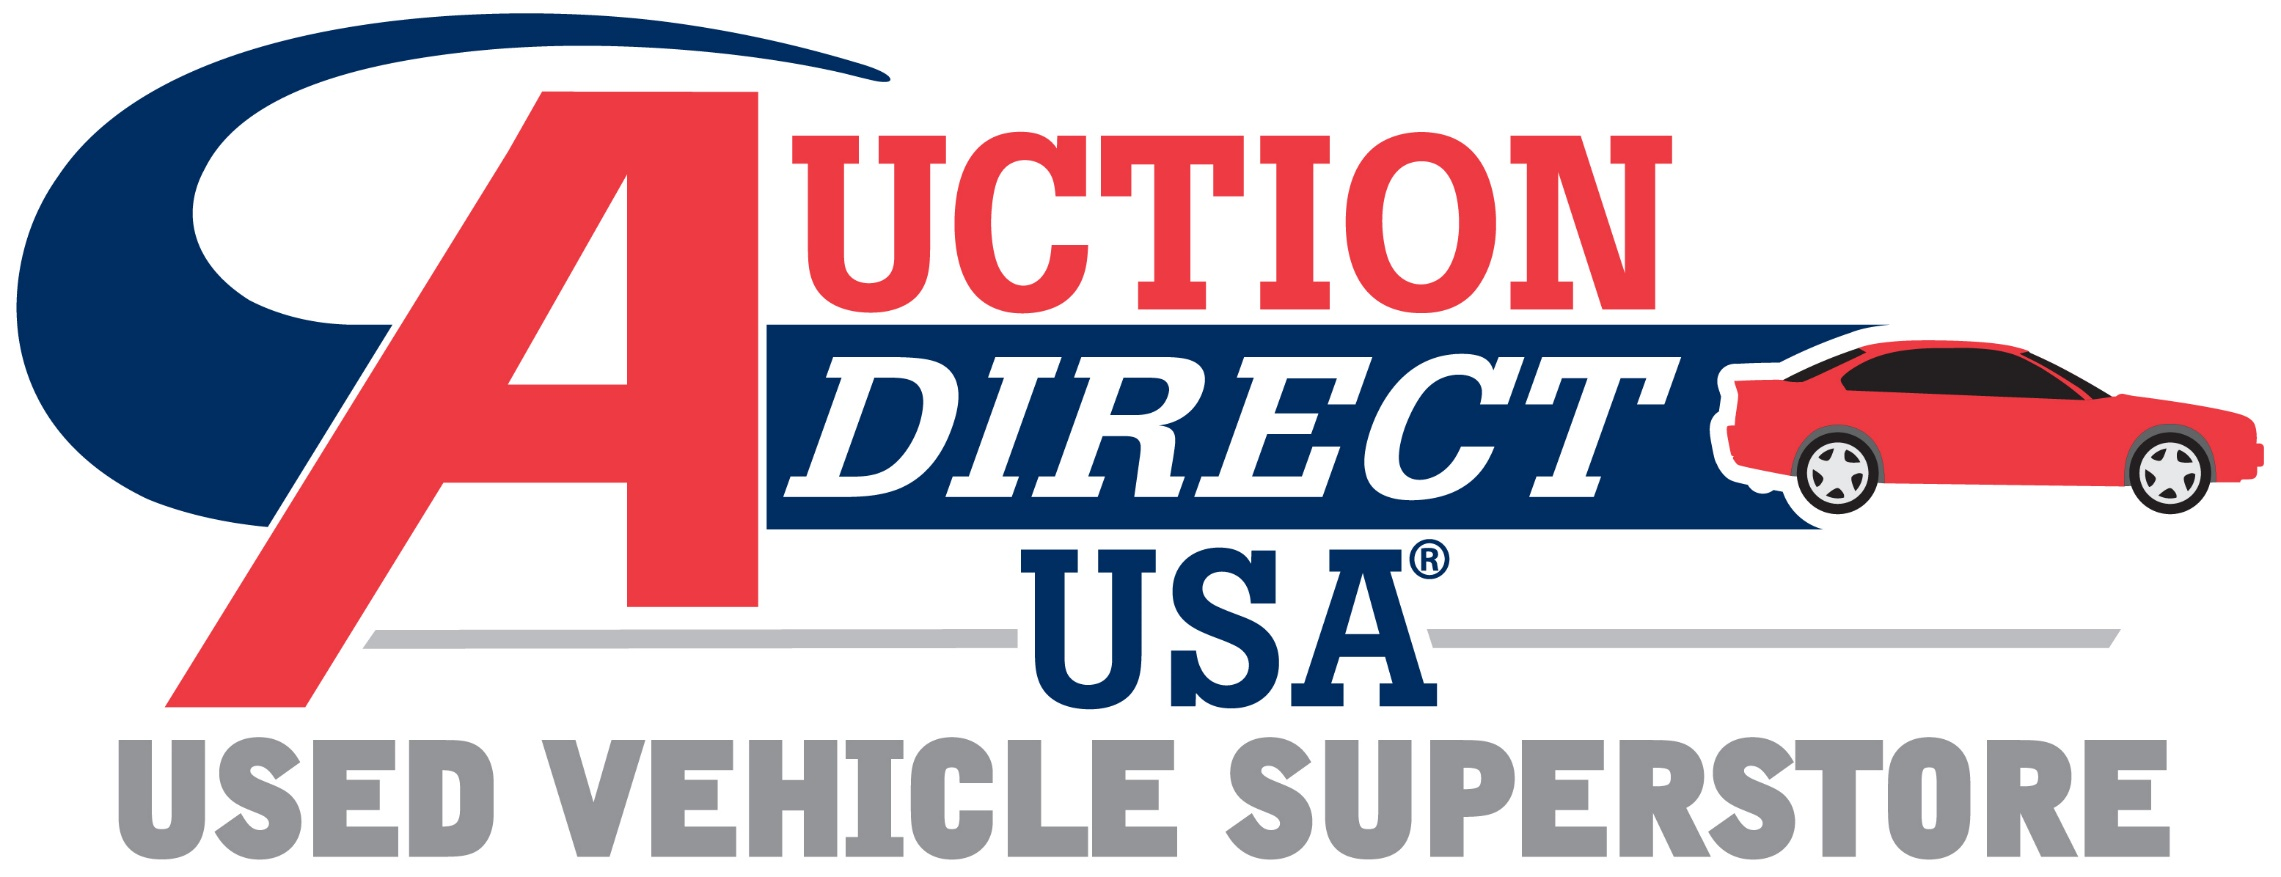 AUCTION
DIRECT
USA®
USED VEHICLE SUPERSTORE